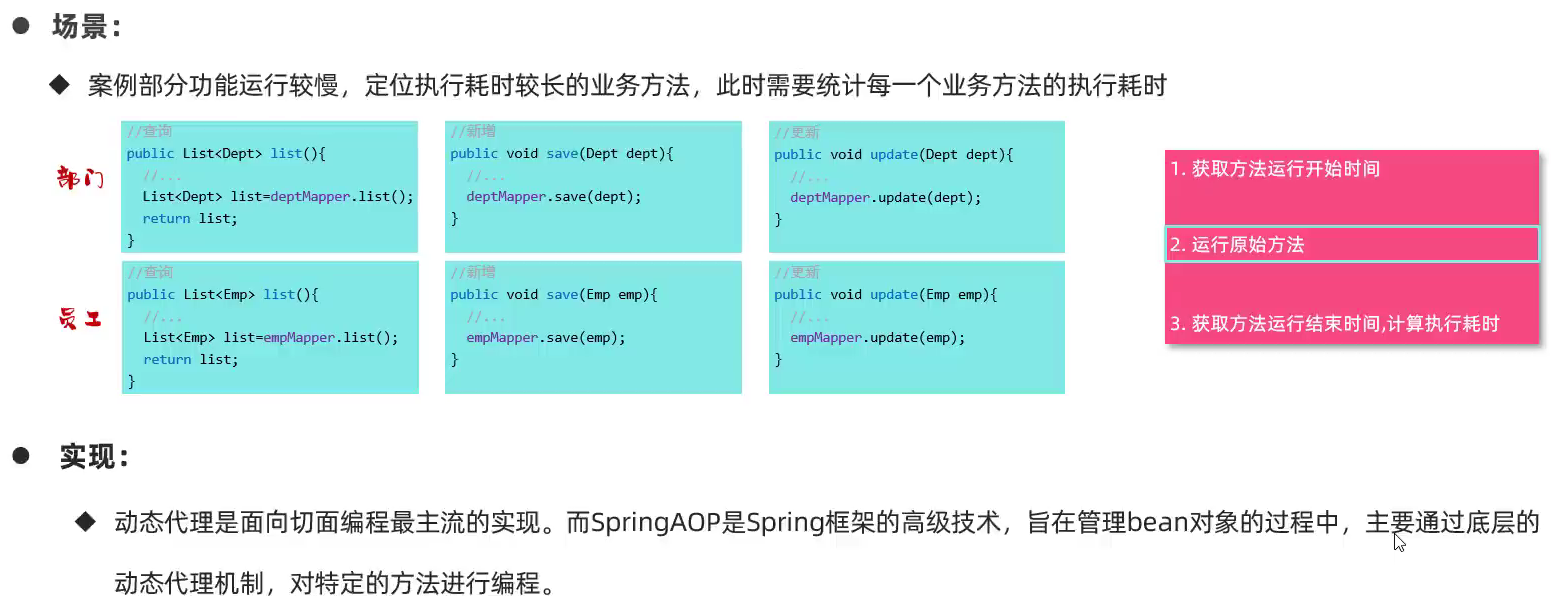 场景：
案例部分功能运行较慢，定位执行耗时较长的业务方法，此时需要统计每一个业务方法的执行耗时
部门
//查询
public List<Dept> list(){
//...
List<Dept> list=deptMapper.list();
return list;
}
//新增
public void save(Dept dept){
//...
deptMapper.save(dept);
}
//更新
public void update(Dept dept){
//...
deptMapper.update(dept);
}
员工
//查询
public List<Emp> list(){
//...
List<Emp> list=empMapper.list();
return list;
}
//新增
public void save(Emp emp){
//...
empMapper.save(emp);
}
//更新
public void update(Emp emp){
//...
empMapper.update(emp);
}
1. 获取方法运行开始时间
2. 运行原始方法
3. 获取方法运行结束时间,计算执行耗时
实现：
动态代理是面向切面编程最主流的实现。而SpringAOP是Spring框架的高级技术，旨在管理bean对象的过程中，主要通过底层的
动态代理机制，对特定的方法进行编程。